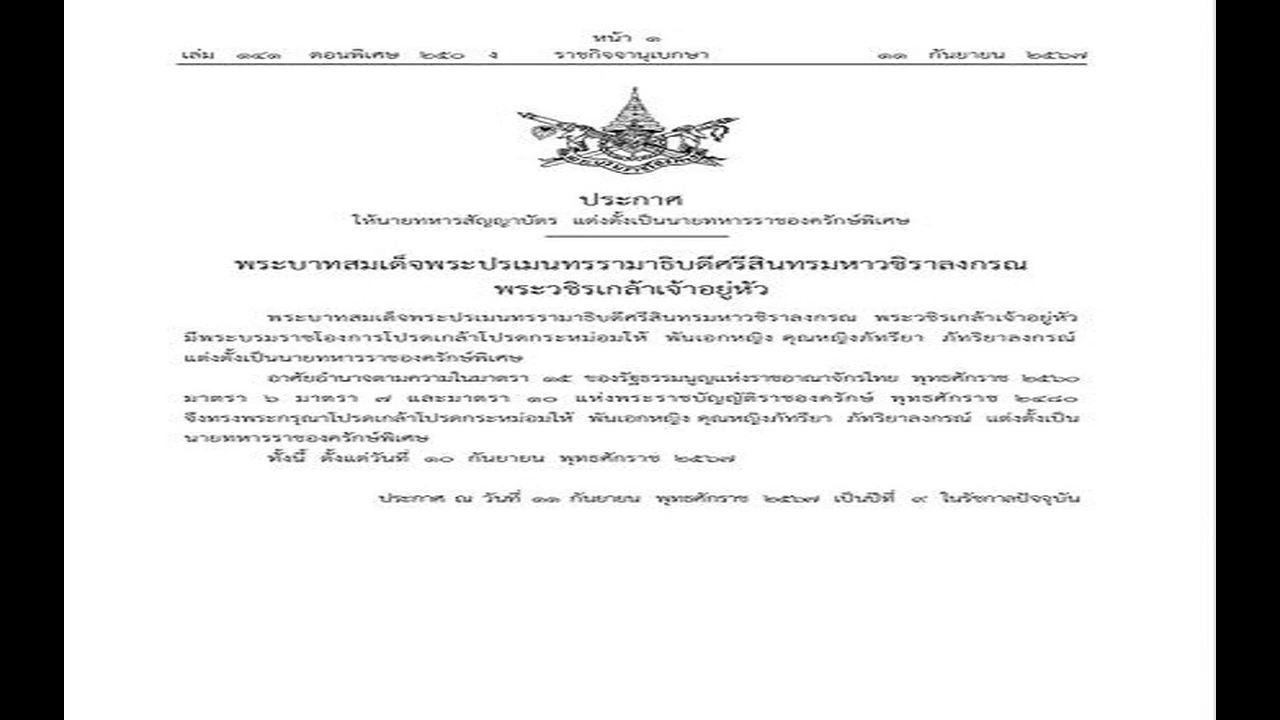 หน้า ๑
เล่ม ๑๔๑ ตอนพิเศษ ๒๕๐ ง ราชกิจจานุเบกษา ๑๑ กันยายน ๒๕๖๗
ประกาศ
ให้นายทหารสัญญาบัตร แต่งตั้งเป็นนายทหารราชองครักษ์พิเศษ
พระบาทสมเด็จพระปรเมนทรรามาธิบดีศรีสินทรมหาวชิราลงกรณ
พระวชิรเกล้าเจ้าอยู่หัว
พระบาทสมเด็จพระปรเมนทรรามาธิบดีศรีสินทรมหาวชิราลงกรณ พระวชิรเกล้าเจ้าอยู่หัว
มีพระบรมราชโองการโปรดเกล้าโปรดกระหม่อมให้ พันเอกหญิง คุณหญิงภัทรียา ภัทริยาลงกรณ์
แต่งตั้งเป็นนายทหารราชองครักษ์พิเศษ
อาศัยอำนาจตามความในมาตรา ๑๕ ของรัฐธรรมนูญแห่งราชอาณาจักรไทย พุทธศักราช ๒๕๖๐
มาตรา ๖ มาตรา ๗ และมาตรา ๑๐ แห่งพระราชบัญญัติราชองครักษ์ พุทธศักราช ๒๔๘๐
จึงทรงพระกรุณาโปรดเกล้าโปรดกระหม่อมให้ พันเอกหญิง คุณหญิงภัทรียา ภัทริยาลงกรณ์ แต่งตั้งเป็น
นายทหารราชองครักษ์พิเศษ
ทั้งนี้ ตั้งแต่วันที่ ๑๐ กันยายน พุทธศักราช ๒๕๖๗
ประกาศ ณ วันที่ ๑๑ กันยายน พุทธศักราช ๒๕๖๗ เป็นปีที่ ๙ ในรัชกาลปัจจุบัน